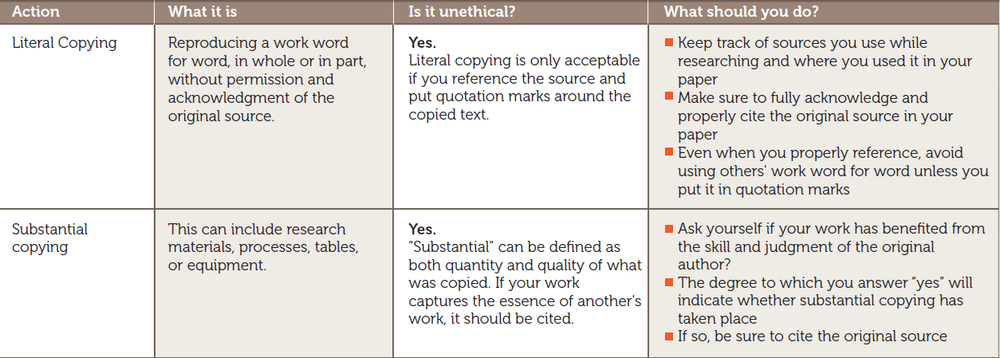 Action
What it is
Is it unethical?
What should you do?
Literal Copying
Reproducing a work word
for word, in whole or in part,
without permission and
acknowledgment of the
original source.
Yes.
Literal copying is only acceptable
if you reference the source and
put quotation marks around the
copied text.
Keep track of sources you use while
researching and where you used it in your
paper
Make sure to fully acknowledge and
properly cite the original source in your
paper
Even when you properly reference, avoid
using others' work word for word unless you
put it in quotation marks
Substantial
copying
This can include research
materials, processes, tables,
or equipment.
Yes.
"Substantial" can be defined as
both quantity and quality of what
was copied. If your work
captures the essence of another's
work, it should be cited.
Ask yourself if your work has benefited from
the skill and judgment of the original
author?
The degree to which you answer “yes” will
indicate whether substantial copying has
taken place
If so, be sure to cite the original source